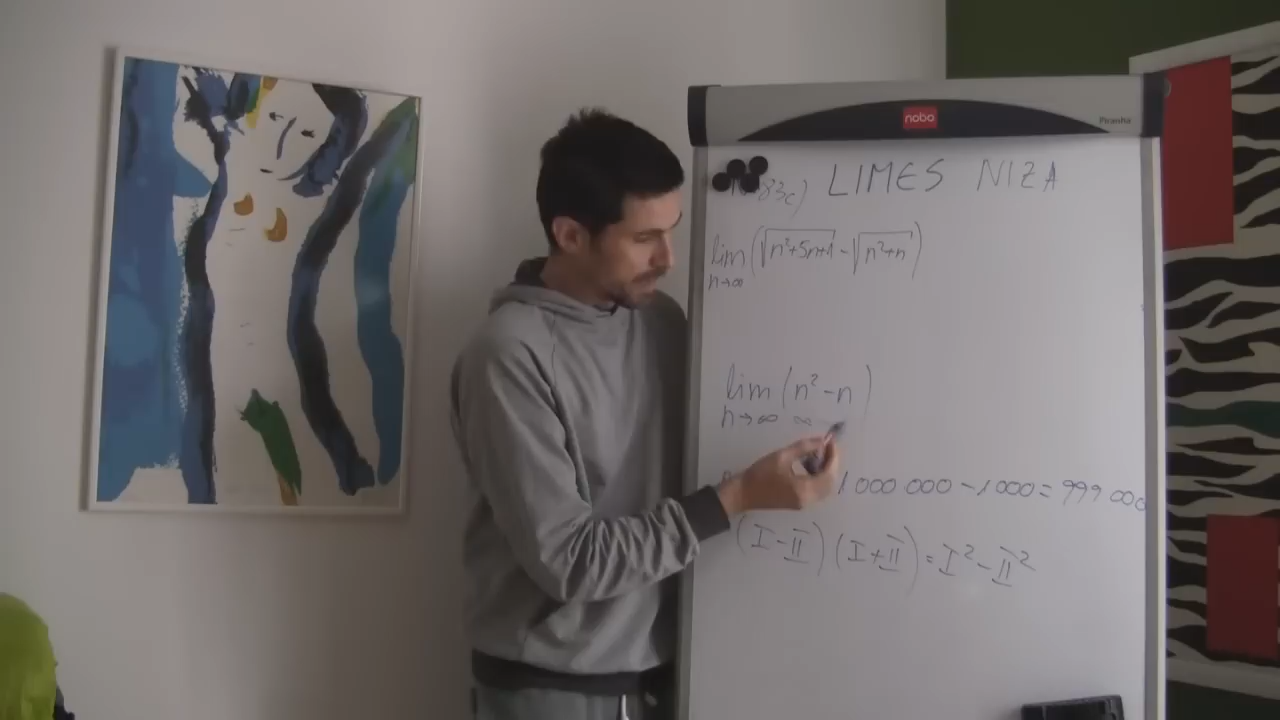 nobo
Piranha
LIMES NIZA
lim (√n²+5n+1 - √n²+n)
n→∞
lim (n² - n)
n→∞ ∞
1 000 000 - 1 000 = 999 000
(I - II) (I + II) = I² - II²